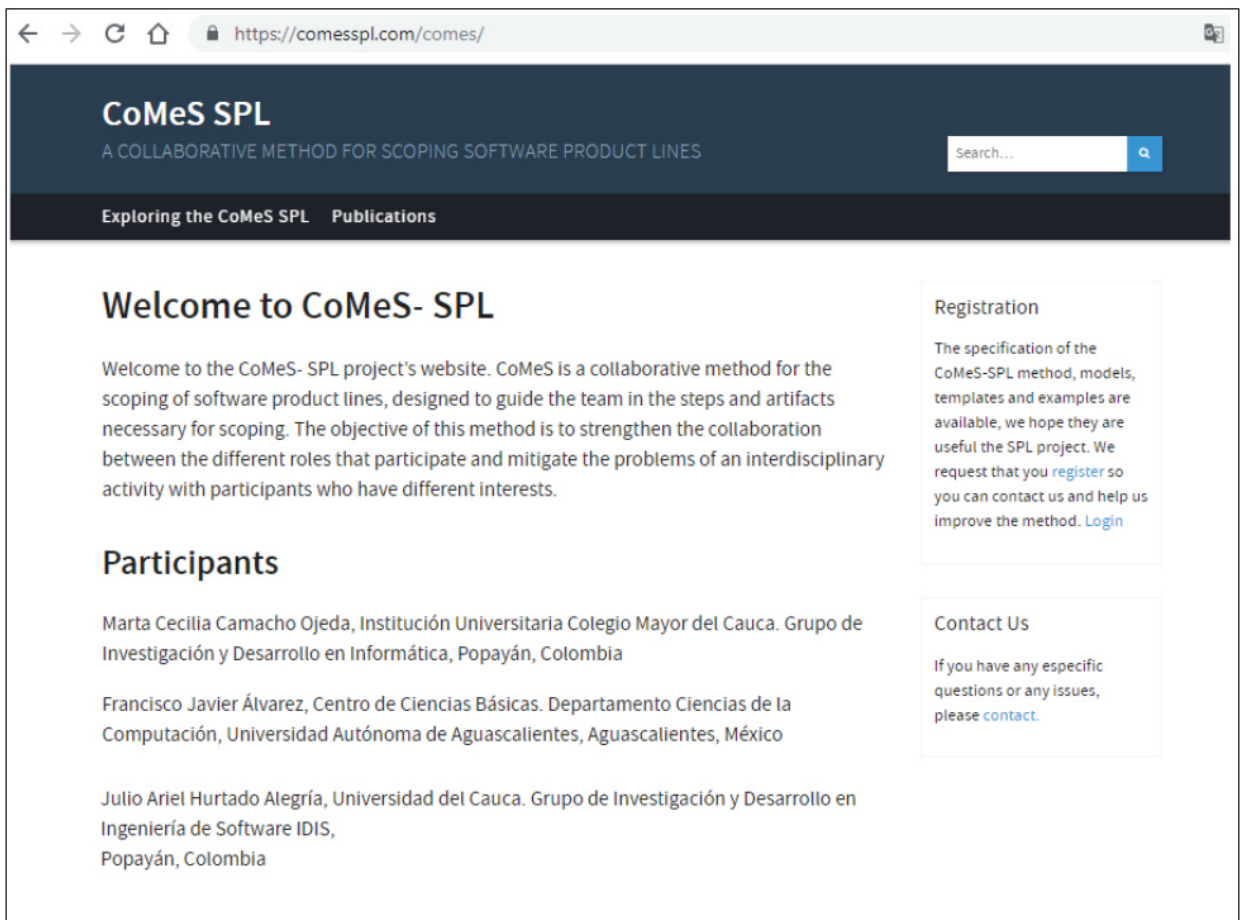 https://comesspl.com/comes/
CoMeS SPL
A COLLABORATIVE METHOD FOR SCOPING SOFTWARE PRODUCT LINES
Search...
Exploring the CoMeS SPL Publications
Welcome to CoMeS- SPL
Welcome to the CoMeS- SPL project's website. CoMeS is a collaborative method for the
scoping of software product lines, designed to guide the team in the steps and artifacts
necessary for scoping. The objective of this method is to strengthen the collaboration
between the different roles that participate and mitigate the problems of an interdisciplinary
activity with participants who have different interests.
Participants
Marta Cecilia Camacho Ojeda, Institución Universitaria Colegio Mayor del Cauca. Grupo de
Investigación y Desarrollo en Informática, Popayán, Colombia
Francisco Javier Álvarez, Centro de Ciencias Básicas. Departamento Ciencias de la
Computación, Universidad Autónoma de Aguascalientes, Aguascalientes, México
Julio Ariel Hurtado Alegría, Universidad del Cauca. Grupo de Investigación y Desarrollo en
Ingeniería de Software IDIS,
Popayán, Colombia
Registration
The specification of the
CoMeS-SPL method, models,
templates and examples are
available, we hope they are
useful the SPL project. We
request that you register so
you can contact us and help us
improve the method. Login
Contact Us
If you have any especific
questions or any issues,
please contact.